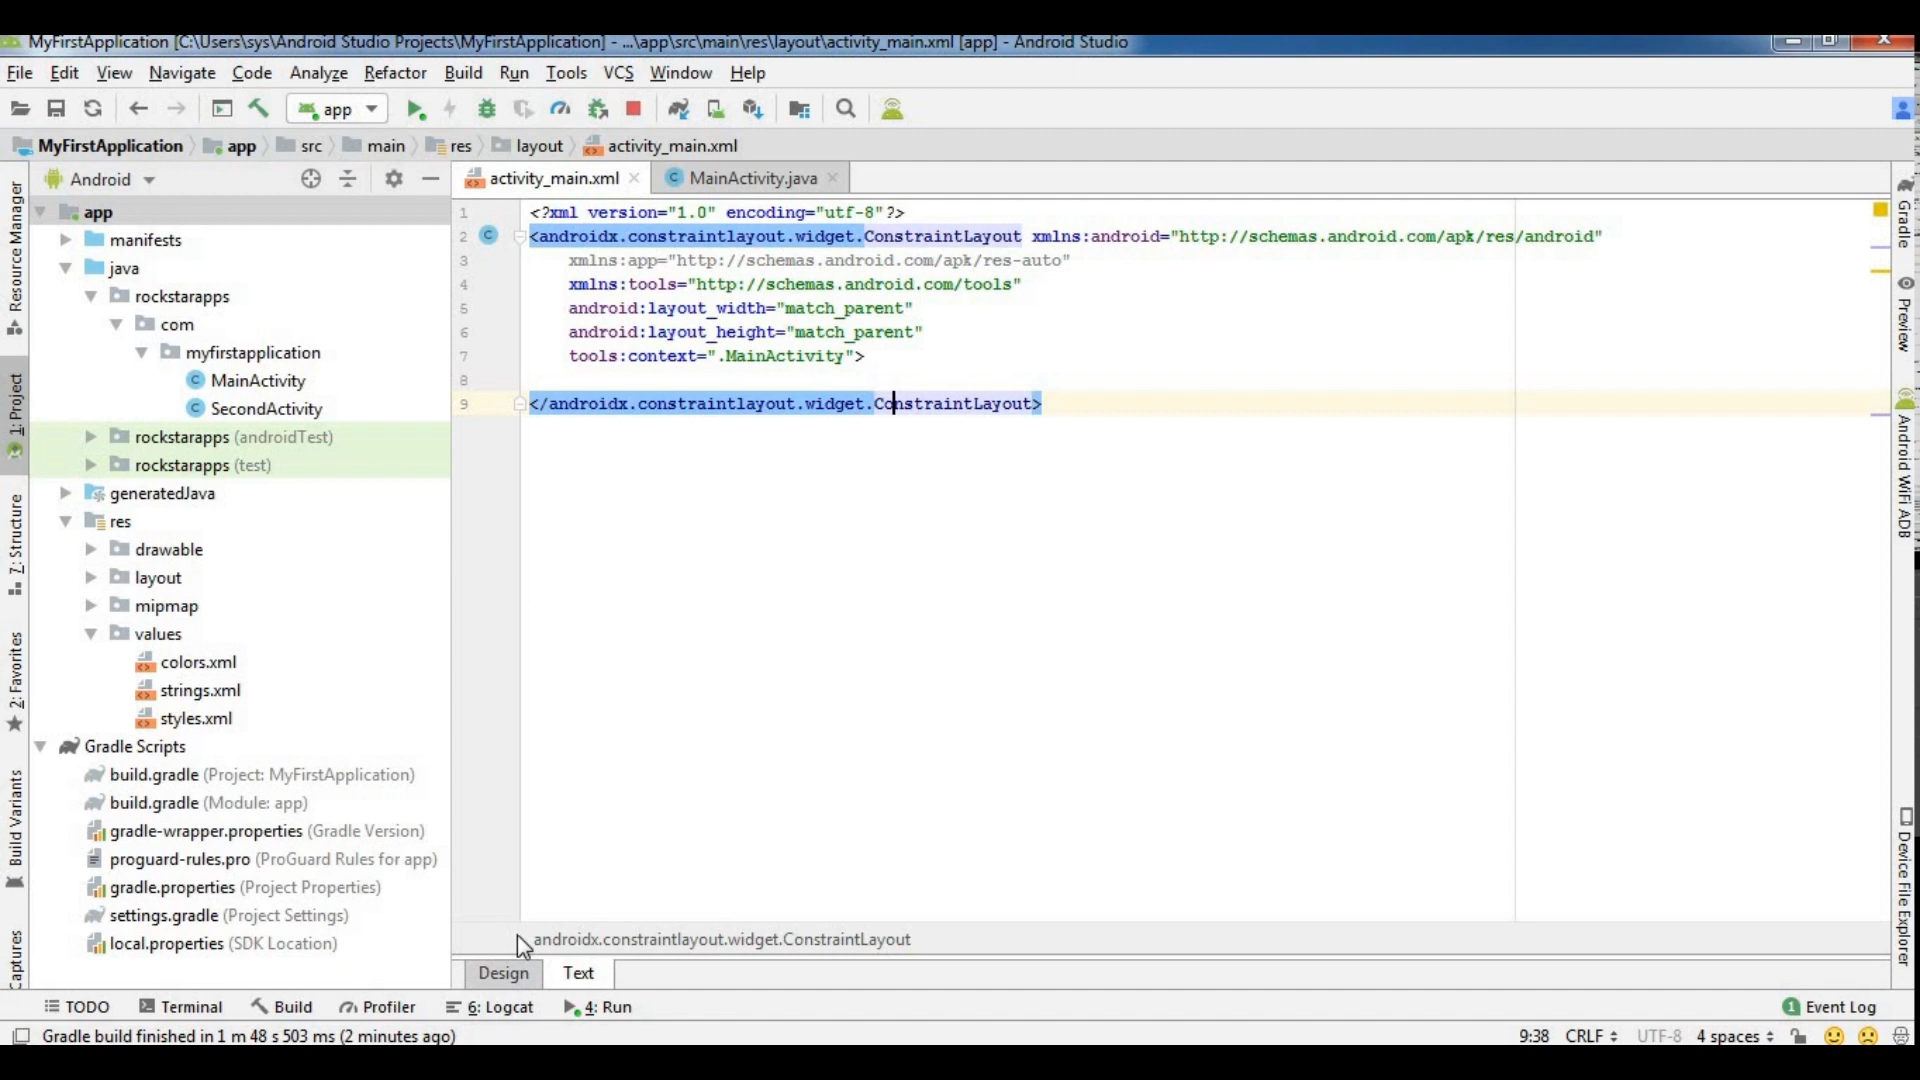 MyFirstApplication [C:\Users\sys\Android Studio Projects\MyFirstApplication] - ...\app\src\main\res\layout\activity_main.xml [app] - Android Studio
File Edit View Navigate Code Analyze Refactor Build Run Tools VCS Window Help
app
MyFirstApplication app src main res layout activity_main.xml
Android
activity_main.xml
MainActivity.java
Resource Manager
1: Project
7: Structure
2: Favorites
Build Variants
Captures
app
manifests
java
rockstarapps
com
myfirstapplication
C MainActivity
C SecondActivity
rockstarapps (androidTest)
rockstarapps (test)
generatedJava
res
drawable
layout
mipmap
values
colors.xml
strings.xml
styles.xml
Gradle Scripts
build.gradle (Project: MyFirstApplication)
build.gradle (Module: app)
gradle-wrapper.properties (Gradle Version)
proguard-rules.pro (ProGuard Rules for app)
gradle.properties (Project Properties)
settings.gradle (Project Settings)
local.properties (SDK Location)
1 <?xml version="1.0" encoding="utf-8"?>
2 C <androidx.constraintlayout.widget.ConstraintLayout xmlns:android="http://schemas.android.com/apk/res/android"
3 xmlns:app="http://schemas.android.com/apk/res-auto"
4 xmlns:tools="http://schemas.android.com/tools"
5 android:layout_width="match_parent"
6 android:layout_height="match_parent"
7 tools:context=".MainActivity">
8
9 </androidx.constraintlayout.widget.ConstraintLayout>
androidx.constraintlayout.widget.ConstraintLayout
Design Text
Gradle
Preview
Android WiFi ADB
Device File Explorer
TODO Terminal Build Profiler 6: Logcat 4: Run 1 Event Log
Gradle build finished in 1 m 48 s 503 ms (2 minutes ago) 9:38 CRLF UTF-8 4 spaces